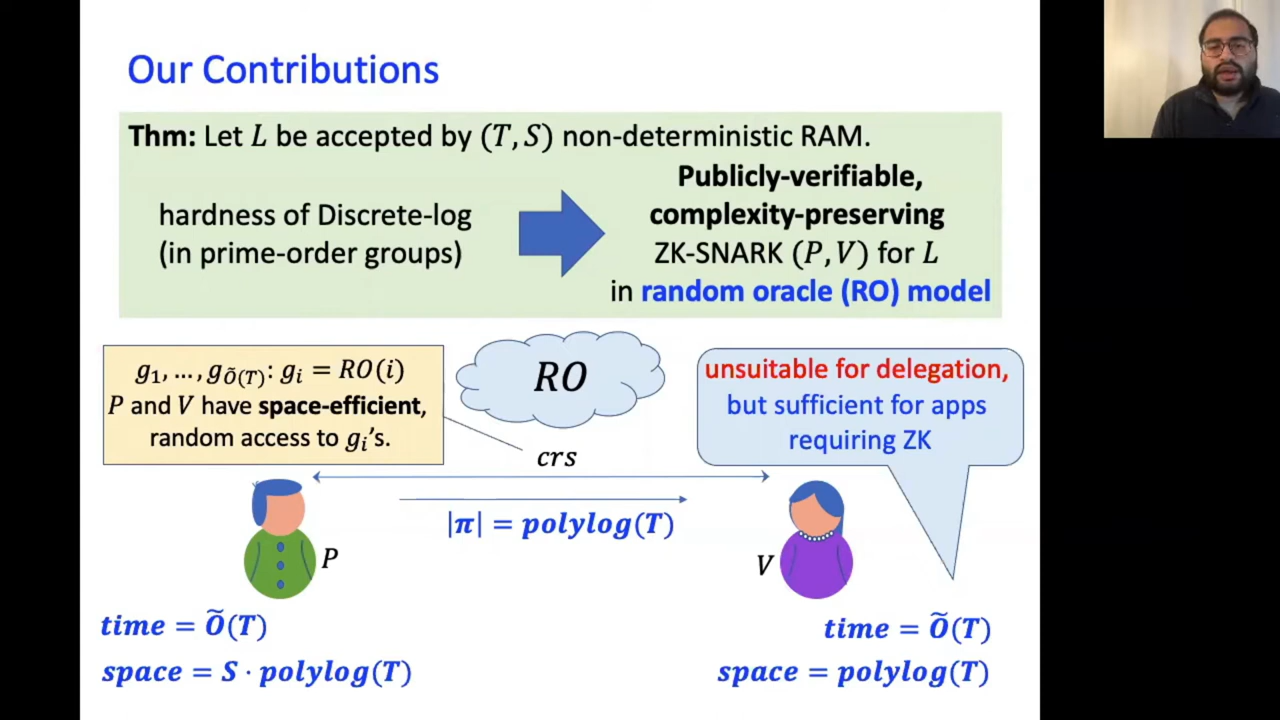 Our Contributions
Thm: Let L be accepted by (T, S) non-deterministic RAM.
hardness of Discrete-log
(in prime-order groups)
Publicly-verifiable,
complexity-preserving
ZK-SNARK (P, V) for L
in random oracle (RO) model
g₁, …, g_Õ(T): gᵢ = RO(i)
P and V have space-efficient,
random access to gᵢ's.
RO
crs
unsuitable for delegation,
but sufficient for apps
requiring ZK
|π| = polylog(T)
P
V
time = Õ(T)
space = S · polylog(T)
time = Õ(T)
space = polylog(T)